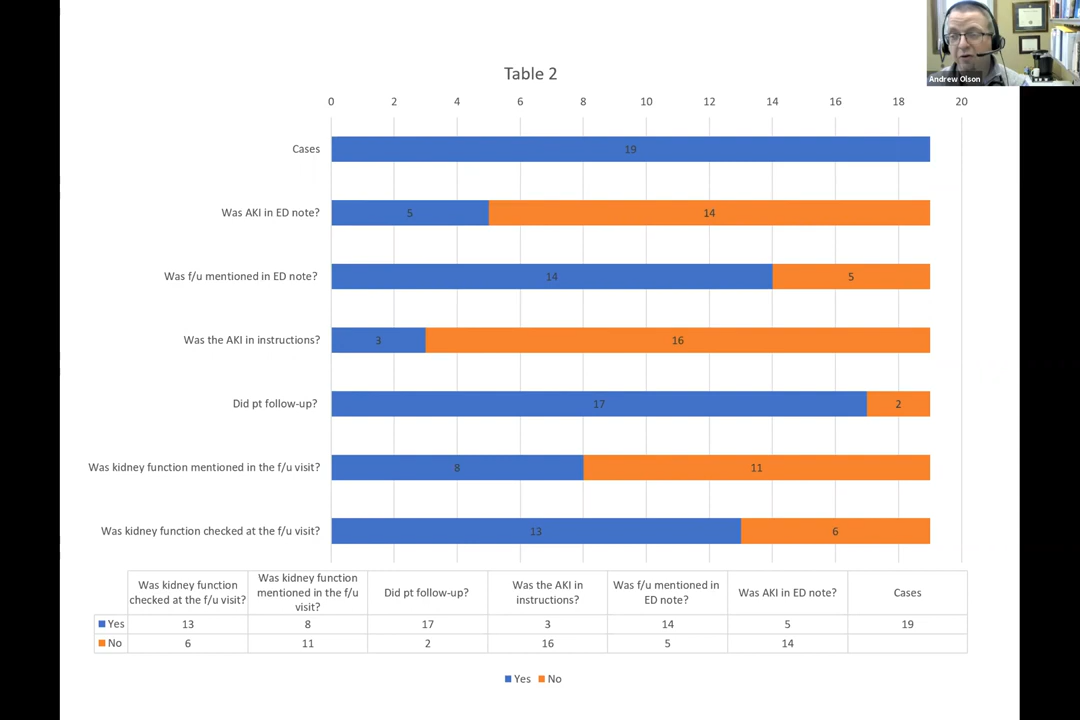 Andrew Olson
Table 2
0 2 4 6 8 10 12 14 16 18 20
Cases 19
Was AKI in ED note? 5 14
Was f/u mentioned in ED note? 14 5
Was the AKI in instructions? 3 16
Did pt follow-up? 17 2
Was kidney function mentioned in the f/u visit? 8 11
Was kidney function checked at the f/u visit? 13 6
Was kidney function
checked at the f/u visit?
Was kidney function
mentioned in the f/u
visit?
Did pt follow-up?
Was the AKI in
instructions?
Was f/u mentioned in
ED note?
Was AKI in ED note?
Cases
Yes 13 8 17 3 14 5 19
No 6 11 2 16 5 14
Yes No